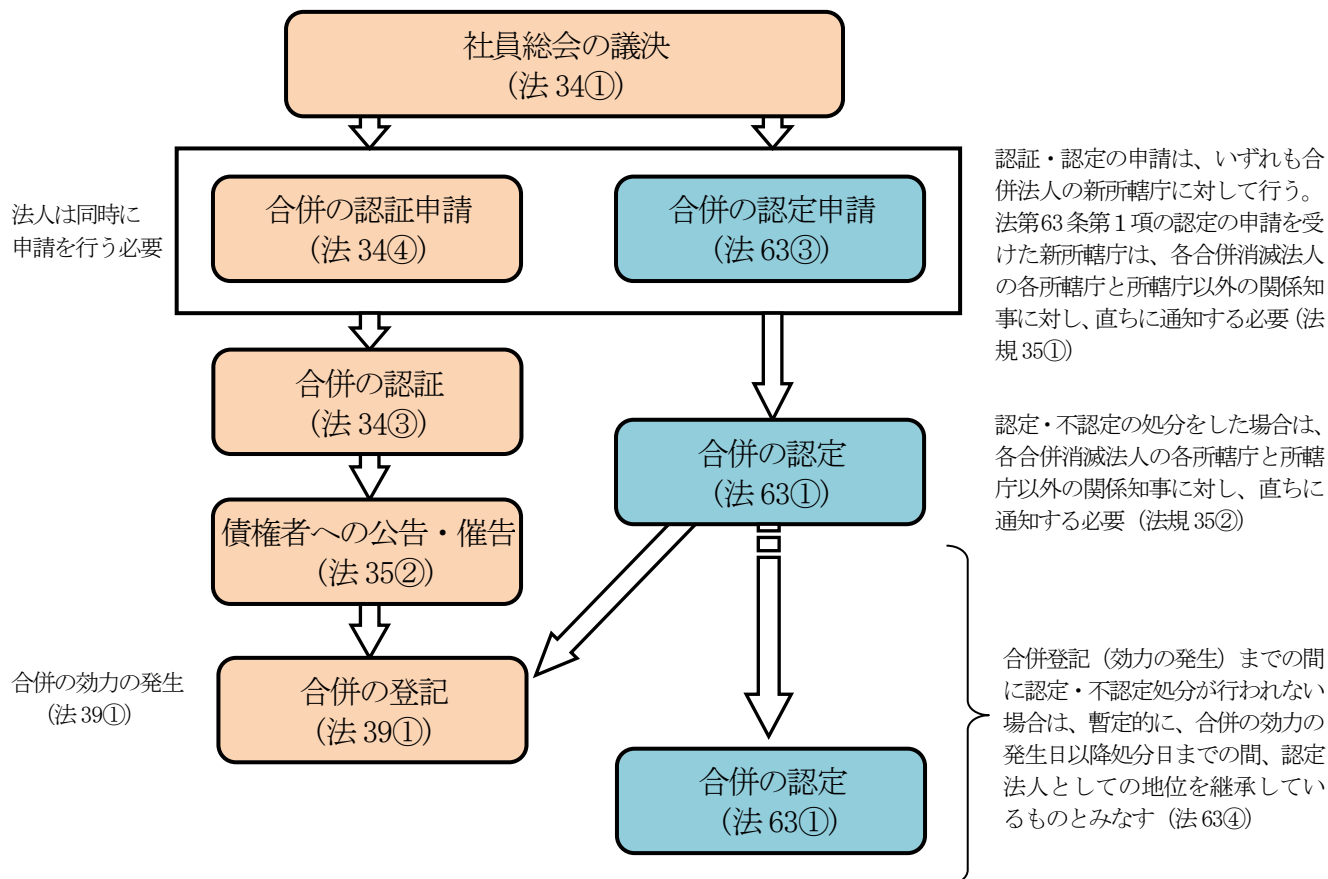 社員総会の議決
（法 34①）
法人は同時に
申請を行う必要
合併の認証申請
（法 34④）
合併の認定申請
（法 63③）
認証・認定の申請は、いずれも合
併法人の新所轄庁に対して行う。
法第63 条第１項の認定の申請を受
けた新所轄庁は、各合併消滅法人
の各所轄庁と所轄庁以外の関係知
事に対し、直ちに通知する必要（法
規 35①）
合併の認証
（法 34③）
合併の認定
（法 63①）
認定・不認定の処分をした場合は、
各合併消滅法人の各所轄庁と所轄
庁以外の関係知事に対し、直ちに
通知する必要（法規 35②）
債権者への公告・催告
（法 35②）
合併の効力の発生
（法 39①）
合併の登記
（法 39①）
合併の認定
（法 63①）
合併登記（効力の発生）までの間
に認定・不認定処分が行われない
場合は、暫定的に、合併の効力の
発生日以降処分日までの間、認定
法人としての地位を継承してい
るものとみなす（法 63④）